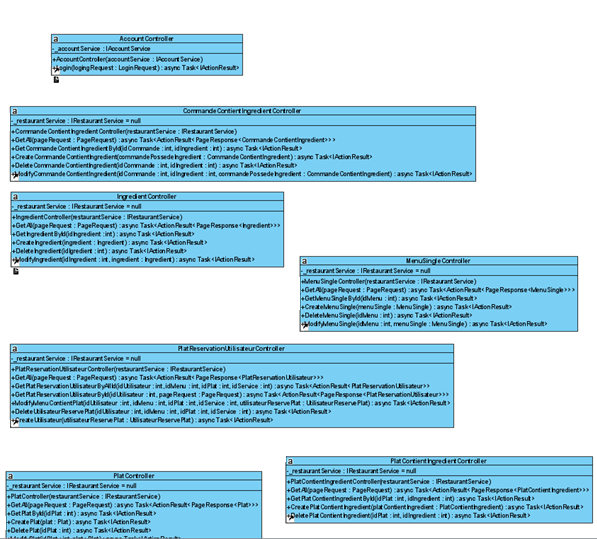 AccountController
-_accountService : IAccountService
+AccountController(accountService : IAccountService)
+Login(logingRequest : LoginRequest) : async Task<IActionResult>
CommandeContientIngredientController
-_restaurantService : IRestaurantService = null
+CommandeContientIngredientController(restaurantService : IRestaurantService)
+GetAll(pageRequest : PageRequest) : async Task<ActionResult<PageResponse<CommandeContientIngredient>>>
+GetCommandeContientIngredientById(idCommande : int, idIngredient : int) : async Task<IActionResult>
+CreateCommandeContientIngredient(commandePossedeIngredient : CommandeContientIngredient) : async Task<IActionResult>
+DeleteCommandeContientIngredient(idCommande : int, idIngredient : int) : async Task<IActionResult>
+ModifyCommandeContientIngredient(idCommande : int, idIngredient : int, commandePossedeIngredient : CommandeContientIngredient) : async Task<IActionResult>
IngredientController
-_restaurantService : IRestaurantService = null
+IngredientController(restaurantService : IRestaurantService)
+GetAll(pageRequest : PageRequest) : async Task<ActionResult<PageResponse<Ingredient>>>
+GetIngredientById(idIngredient : int) : async Task<IActionResult>
+CreateIngredient(ingredient : Ingredient) : async Task<IActionResult>
+DeleteIngredient(idIgredient : int) : async Task<IActionResult>
+ModifyIngredient(idIngredient : int, ingredient : Ingredient) : async Task<IActionResult>
MenuSingleController
-_restaurantService : IRestaurantService = null
+MenuSingleController(restaurantService : IRestaurantService)
+GetAll(pageRequest : PageRequest) : async Task<ActionResult<PageResponse<MenuSingle>>>
+GetMenuSingleById(idMenu : int) : async Task<IActionResult>
+CreateMenuSingle(menuSingle : MenuSingle) : async Task<IActionResult>
+DeleteMenuSingle(idMenu : int) : async Task<IActionResult>
+ModifyMenuSingle(idMenu : int, menuSingle : MenuSingle) : async Task<IActionResult>
PlatReservationUtilisateurController
-_restaurantService : IRestaurantService = null
+PlatReservationUtilisateurController(restaurantService : IRestaurantService)
+GetAll(pageRequest : PageRequest) : async Task<ActionResult<PageResponse<PlatReservationUtilisateur>>>
+GetPlatReservationUtilisateurByAllId(idUtilisateur : int, idMenu : int, idPlat : int, idService : int) : async Task<ActionResult<PlatReservationUtilisateur>>
+GetPlatReservationUtilisateurById(idUtilisateur : int, pageRequest : PageRequest) : async Task<ActionResult<PageResponse<PlatReservationUtilisateur>>>
+ModifyMenuContientPlat(idUtilisateur : int, idMenu : int, idPlat : int, idService : int, utilisateurReservePlat : UtilisateurReservePlat) : async Task<IActionResult>
+DeleteUtilisateurReservePlat(idUtilisateur : int, idMenu : int, idPlat : int, idService : int) : async Task<IActionResult>
+CreateUtilisateur(utilisateurReservePlat : UtilisateurReservePlat) : async Task<IActionResult>
PlatContientIngredientController
-_restaurantService : IRestaurantService = null
+PlatContientIngredientController(restaurantService : IRestaurantService)
+GetAll(pageRequest : PageRequest) : async Task<ActionResult<PageResponse<PlatContientIngredient>>>
+GetPlatContientIngredientById(idPlat : int, idIngredient : int) : async Task<IActionResult>
+CreatePlatContientIngredient(platContientIngredient : PlatContientIngredient) : async Task<IActionResult>
+DeletePlatContientIngredient(idPlat : int, idIngredient : int) : async Task<IActionResult>
PlatController
-_restaurantService : IRestaurantService = null
+PlatController(restaurantService : IRestaurantService)
+GetAll(pageRequest : PageRequest) : async Task<ActionResult<PageResponse<Plat>>>
+GetPlatById(idPlat : int) : async Task<IActionResult>
+CreatePlat(plat : Plat) : async Task<IActionResult>
+DeletePlat(idPlat : int) : async Task<IActionResult>